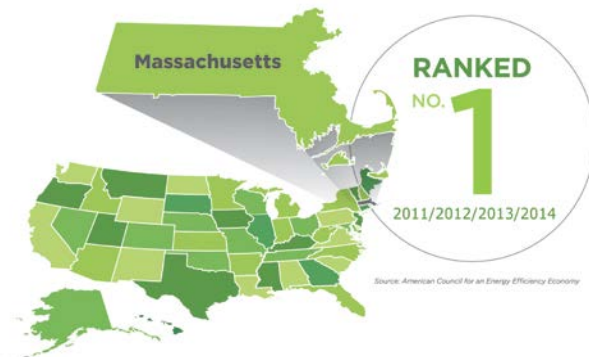 Massachusetts
RANKED
NO. 1
2011/2012/2013/2014
Source: American Council for an Energy Efficiency Economy